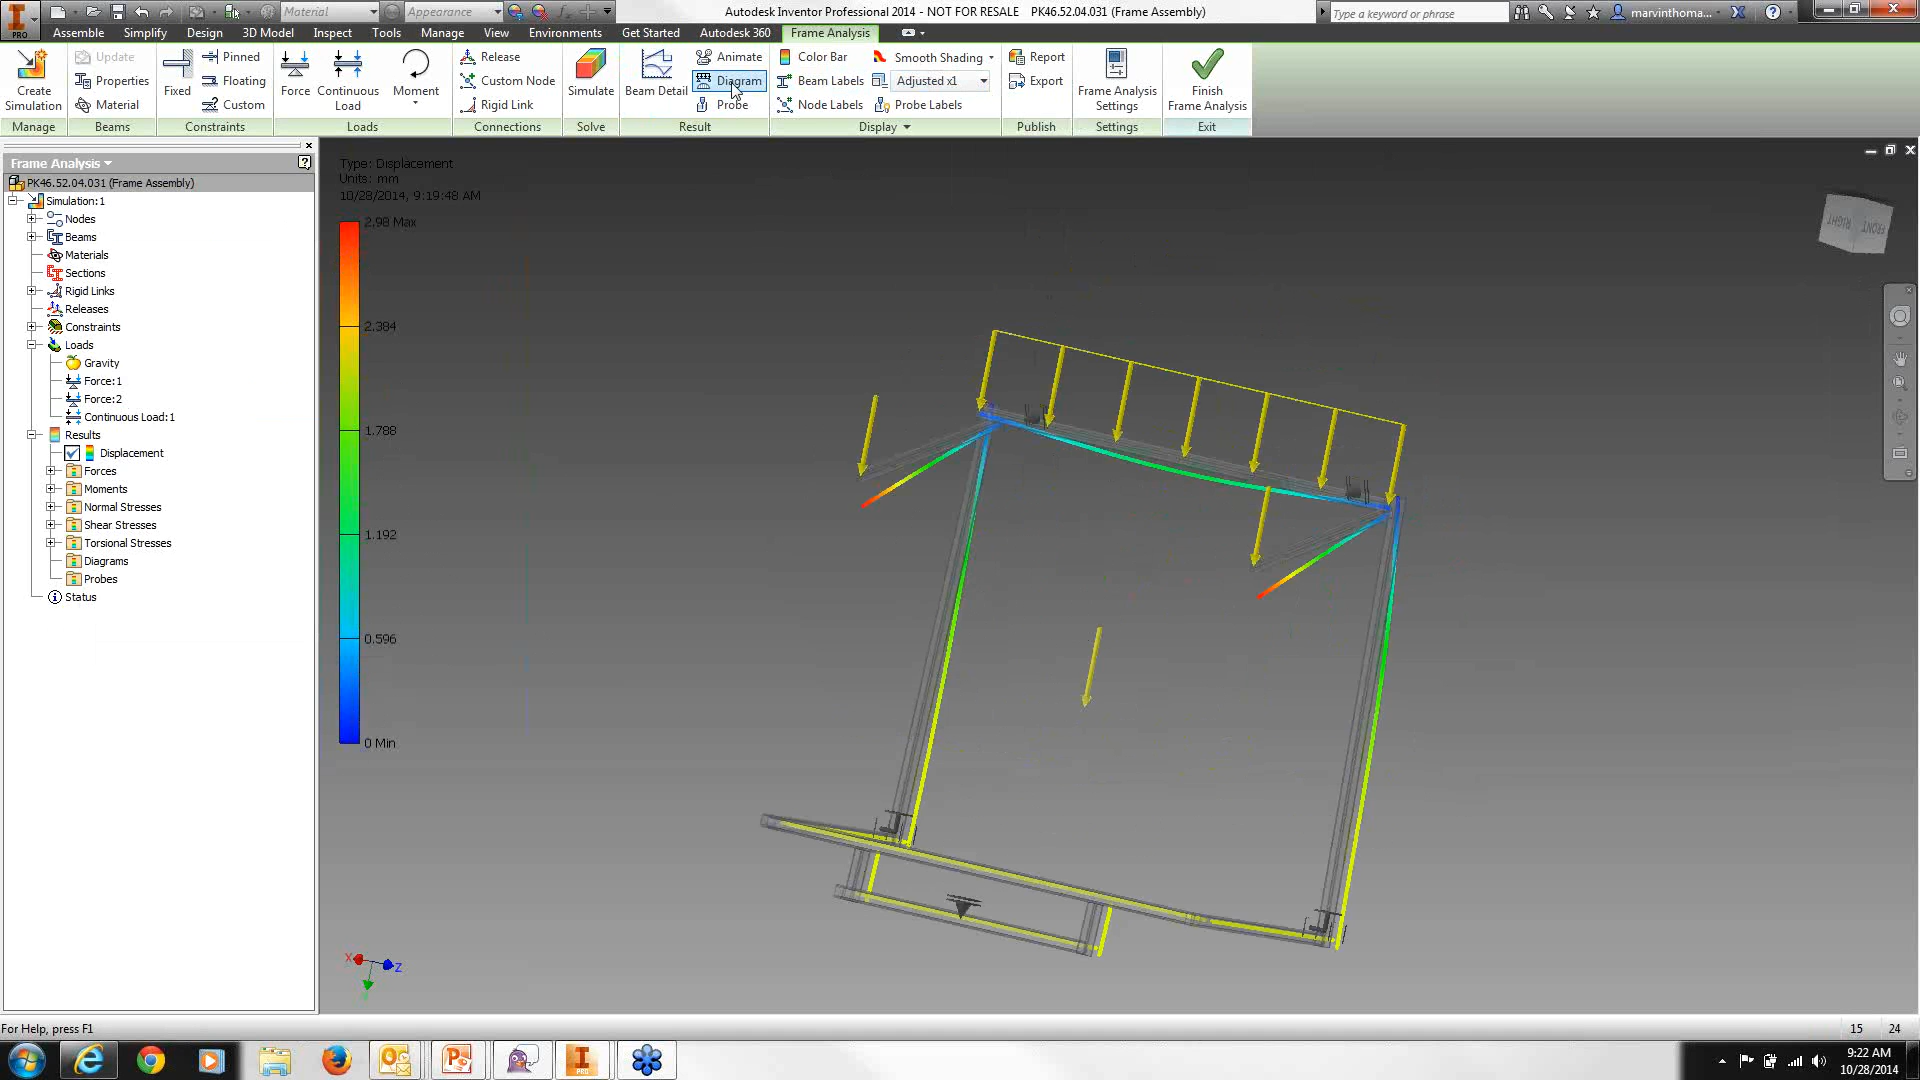 Material
Appearance
Autodesk Inventor Professional 2014 - NOT FOR RESALE PK46.52.04.031 (Frame Assembly)
Type a keyword or phrase
marvinthoma...
PRO
Assemble Simplify Design 3D Model Inspect Tools Manage View Environments Get Started Autodesk 360 Frame Analysis
Create Simulation
Manage
Update
Properties
Material
Beams
Fixed
Pinned
Floating
Custom
Constraints
Force
Continuous Load
Moment
Loads
Release
Custom Node
Rigid Link
Connections
Simulate
Solve
Beam Detail
Animate
Diagram
Probe
Result
Color Bar
Beam Labels
Node Labels
Smooth Shading
Adjusted x1
Probe Labels
Display
Report
Export
Publish
Frame Analysis Settings
Settings
Finish Frame Analysis
Exit
Frame Analysis
PK46.52.04.031 (Frame Assembly)
Simulation:1
Nodes
Beams
Materials
Sections
Rigid Links
Releases
Constraints
Loads
Gravity
Force:1
Force:2
Continuous Load:1
Results
Displacement
Forces
Moments
Normal Stresses
Shear Stresses
Torsional Stresses
Diagrams
Probes
Status
Type: Displacement
Units: mm
10/28/2014, 9:19:48 AM
2.98 Max
2.384
1.788
1.192
0.596
0 Min
RIGHT
FRONT
X
Z
For Help, press F1
15 24
PRO
9:22 AM
10/28/2014